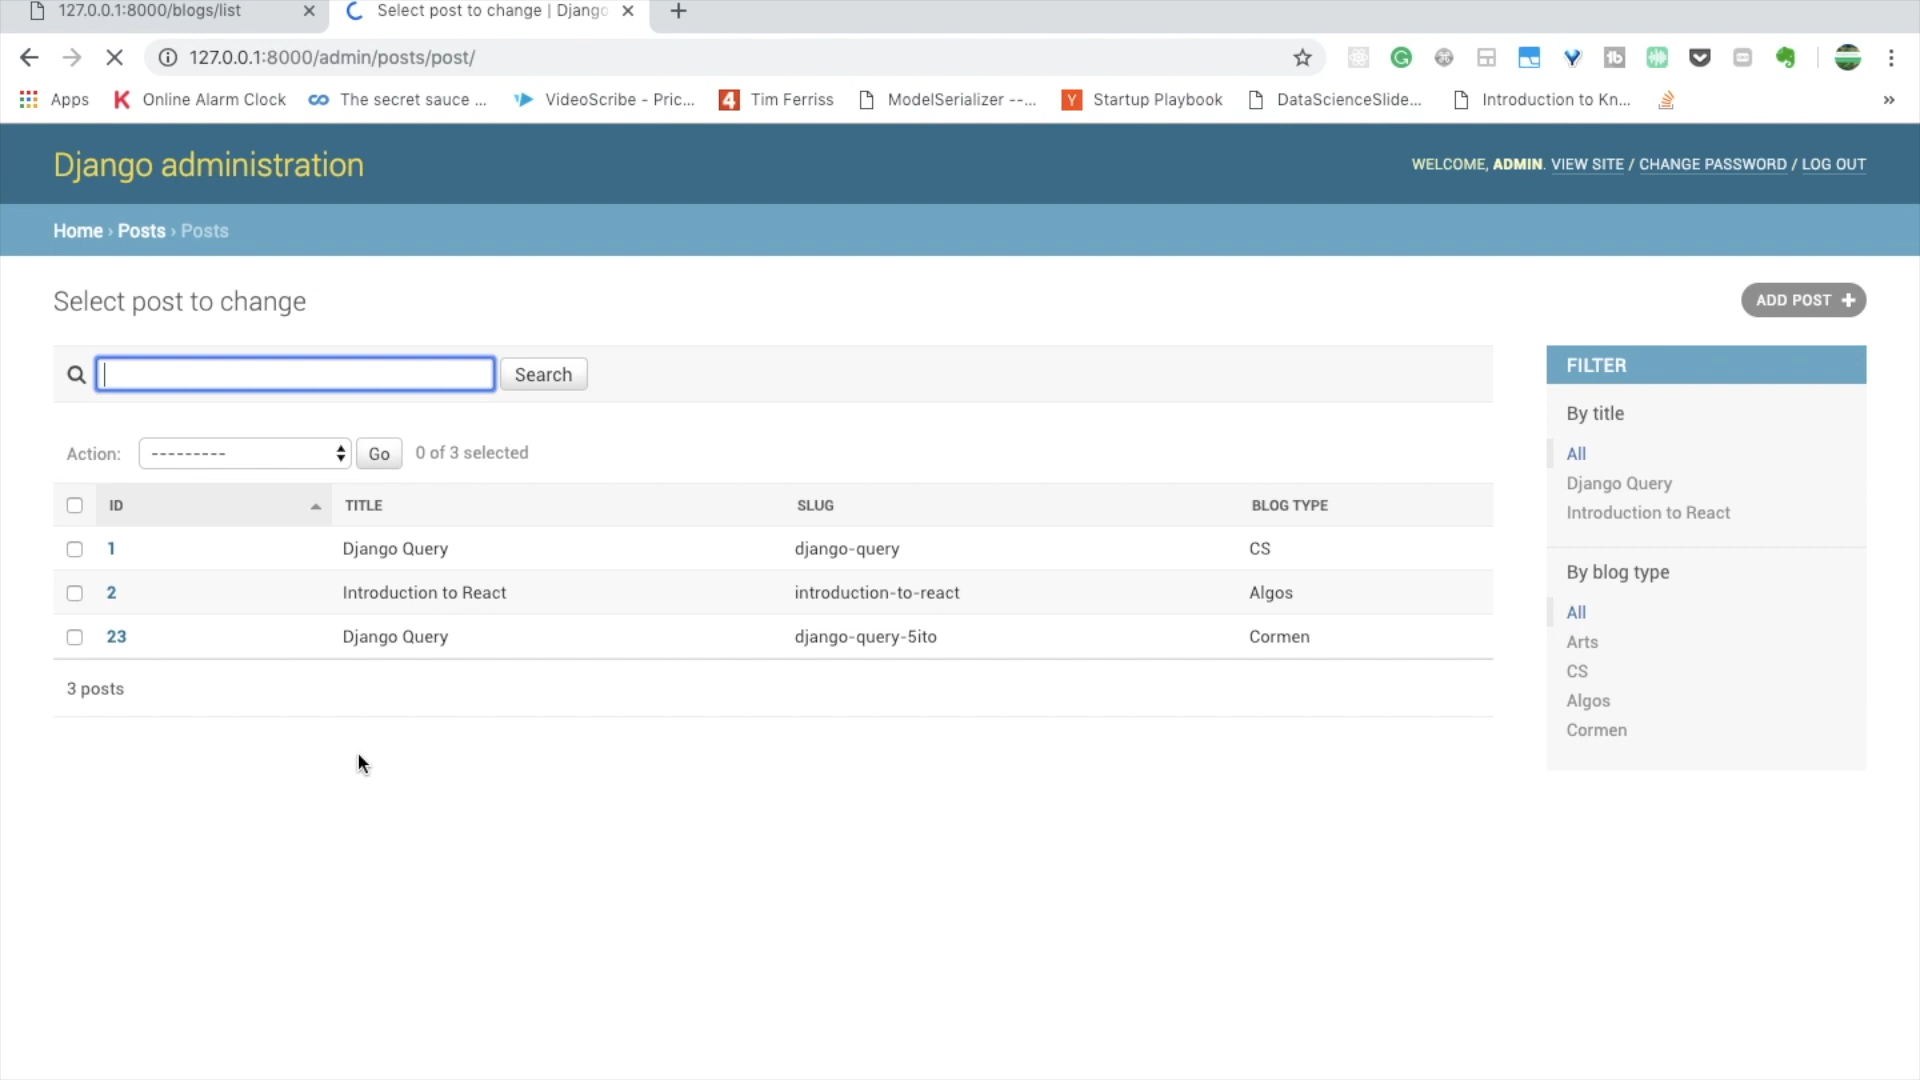 127.0.0.1:8000/blogs/list
Select post to change | Django
127.0.0.1:8000/admin/posts/post/
Apps Online Alarm Clock The secret sauce ... VideoScribe - Pric... Tim Ferriss ModelSerializer --... Startup Playbook DataScienceSlide... Introduction to Kn... »
Django administration
WELCOME, ADMIN. VIEW SITE / CHANGE PASSWORD / LOG OUT
Home › Posts › Posts
Select post to change
ADD POST +
Search
Action: --------- Go 0 of 3 selected
ID TITLE SLUG BLOG TYPE
1 Django Query django-query CS
2 Introduction to React introduction-to-react Algos
23 Django Query django-query-5ito Cormen
3 posts
FILTER
By title
All
Django Query
Introduction to React
By blog type
All
Arts
CS
Algos
Cormen